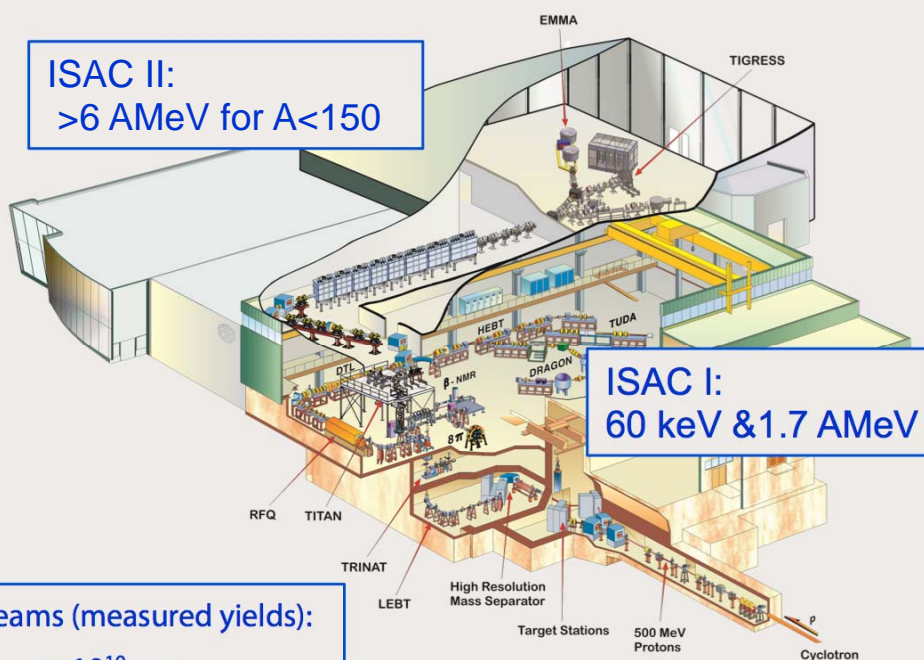 EMMA
TIGRESS
ISAC II:
>6 AMeV for A<150
HEBT
TUDA
DTL
β-NMR
DRAGON
ISAC I:
60 keV &1.7 AMeV
8π
RFQ
TITAN
TRINAT
LEBT
High Resolution
Mass Separator
Target Stations
500 MeV
Protons
P
Cyclotron
(measured yields):